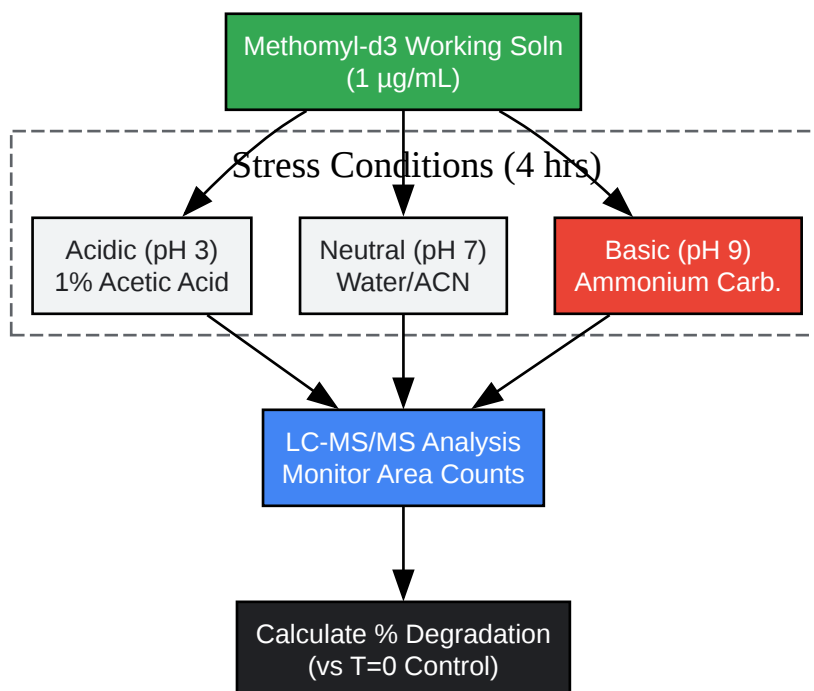 Methomyl-d3 Working Soln
(1 µg/mL)
Stress Conditions (4 hrs)
Acidic (pH 3)
1% Acetic Acid
Neutral (pH 7)
Water/ACN
Basic (pH 9)
Ammonium Carb.
LC-MS/MS Analysis
Monitor Area Counts
Calculate % Degradation
(vs T=0 Control)